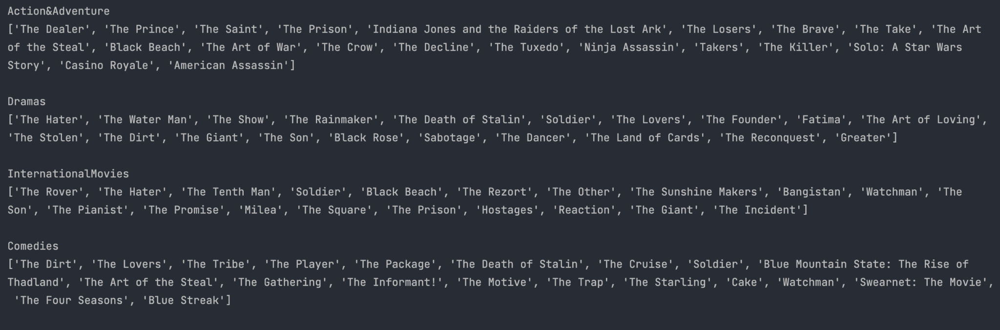 Action&Adventure
['The Dealer', 'The Prince', 'The Saint', 'The Prison', 'Indiana Jones and the Raiders of the Lost Ark', 'The Losers', 'The Brave', 'The Take', 'The Art
of the Steal', 'Black Beach', 'The Art of War', 'The Crow', 'The Decline', 'The Tuxedo', 'Ninja Assassin', 'Takers', 'The Killer', 'Solo: A Star Wars
Story', 'Casino Royale', 'American Assassin']
Dramas
['The Hater', 'The Water Man', 'The Show', 'The Rainmaker', 'The Death of Stalin', 'Soldier', 'The Lovers', 'The Founder', 'Fatima', 'The Art of Loving',
'The Stolen', 'The Dirt', 'The Giant', 'The Son', 'Black Rose', 'Sabotage', 'The Dancer', 'The Land of Cards', 'The Reconquest', 'Greater']
InternationalMovies
['The Rover', 'The Hater', 'The Tenth Man', 'Soldier', 'Black Beach', 'The Rezort', 'The Other', 'The Sunshine Makers', 'Bangistan', 'Watchman', 'The
Son', 'The Pianist', 'The Promise', 'Milea', 'The Square', 'The Prison', 'Hostages', 'Reaction', 'The Giant', 'The Incident']
Comedies
['The Dirt', 'The Lovers', 'The Tribe', 'The Player', 'The Package', 'The Death of Stalin', 'The Cruise', 'Soldier', 'Blue Mountain State: The Rise of
Thadland', 'The Art of the Steal', 'The Gathering', 'The Informant!', 'The Motive', 'The Trap', 'The Starling', 'Cake', 'Watchman', 'Swearnet: The Movie',
'The Four Seasons', 'Blue Streak']